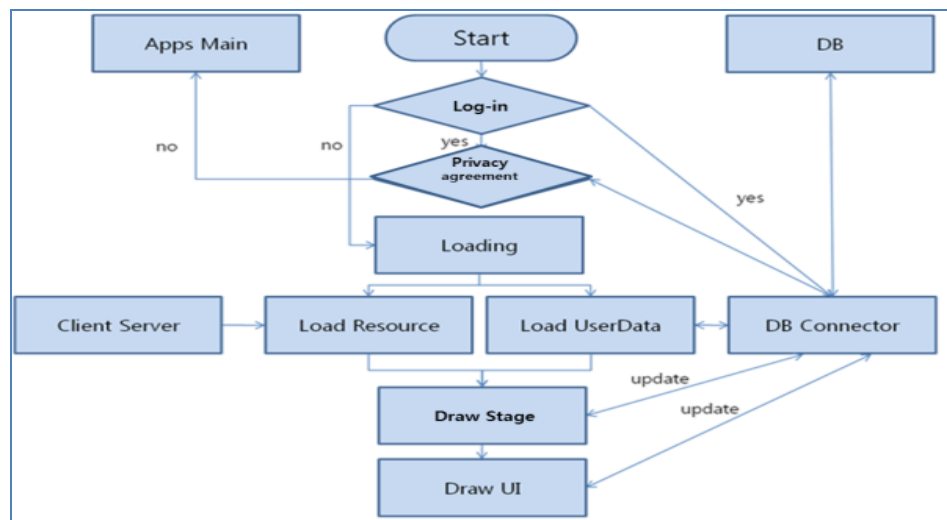 Apps Main
Start
DB
Log-in
no
no
yes
Privacy
agreement
yes
Loading
Client Server
Load Resource
Load UserData
DB Connector
update
update
Draw Stage
Draw UI